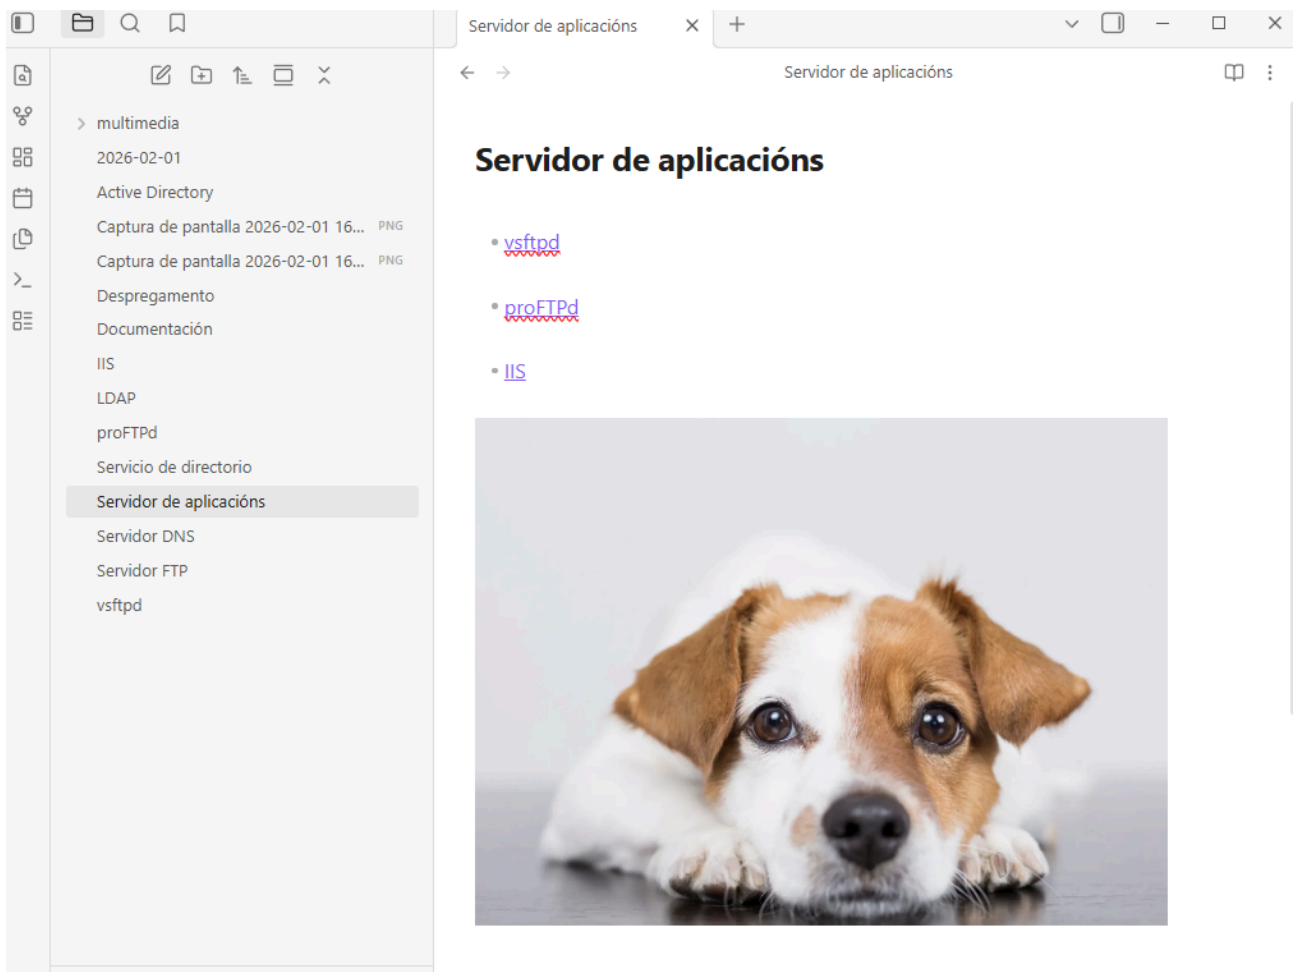 Servidor de aplicacións
Servidor de aplicacións
multimedia
2026-02-01
Active Directory
Captura de pantalla 2026-02-01 16... PNG
Captura de pantalla 2026-02-01 16... PNG
Despregamento
Documentación
IIS
LDAP
proFTPd
Servicio de directorio
Servidor de aplicacións
Servidor DNS
Servidor FTP
vsftpd
Servidor de aplicacións
vsftpd
proFTPd
IIS